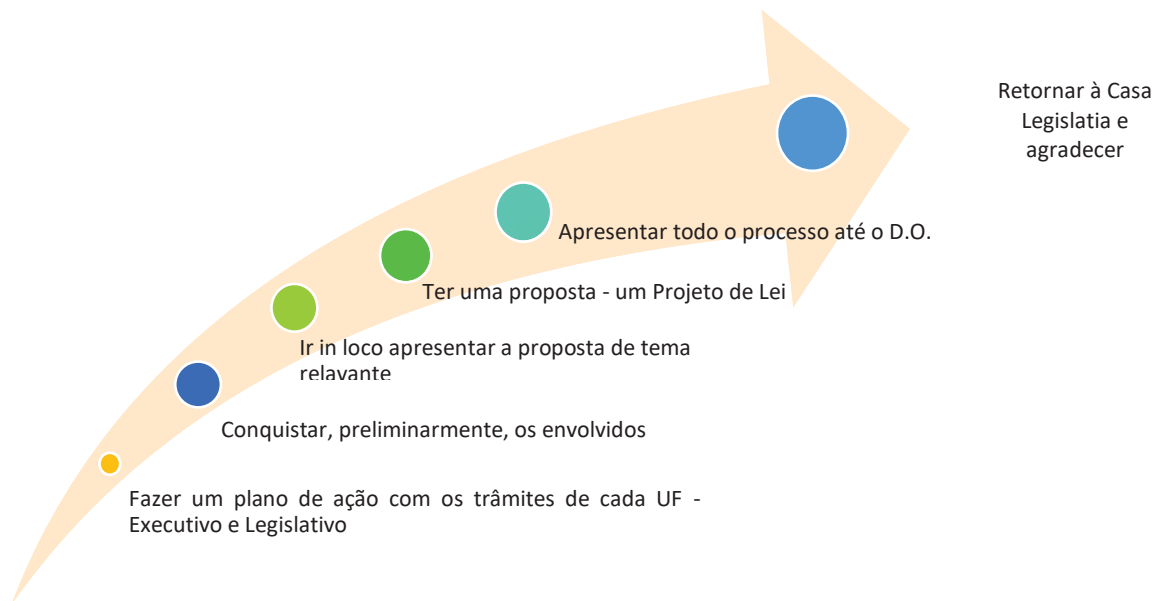 Retornar à Casa
Legislatia e
agradecer
Apresentar todo o processo até o D.O.
Ter uma proposta - um Projeto de Lei
Ir in loco apresentar a proposta de tema
relavante
Conquistar, preliminarmente, os envolvidos
Fazer um plano de ação com os trâmites de cada UF -
Executivo e Legislativo